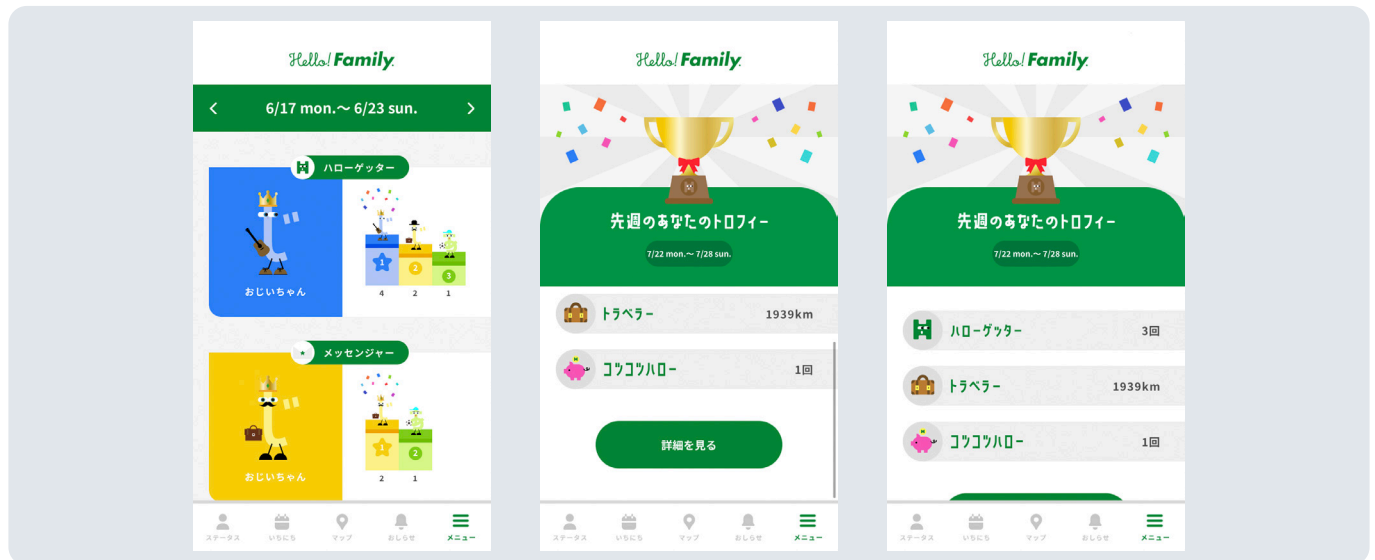 Hello! Family.
6/17 mon.〜 6/23 sun.
ハローゲッター
おじいちゃん
1
2
3
4 2 1
メッセンジャー
おじいちゃん
1
2
2 1
ステータス いちにち マップ おしらせ メニュー
Hello! Family.
先週のあなたのトロフィー
7/22 mon.〜 7/28 sun.
トラベラー 1939km
コツコツハロー 1回
詳細を見る
ステータス いちにち マップ おしらせ メニュー
Hello! Family.
先週のあなたのトロフィー
7/22 mon.〜 7/28 sun.
ハローゲッター 3回
トラベラー 1939km
コツコツハロー 1回
ステータス いちにち マップ おしらせ メニュー